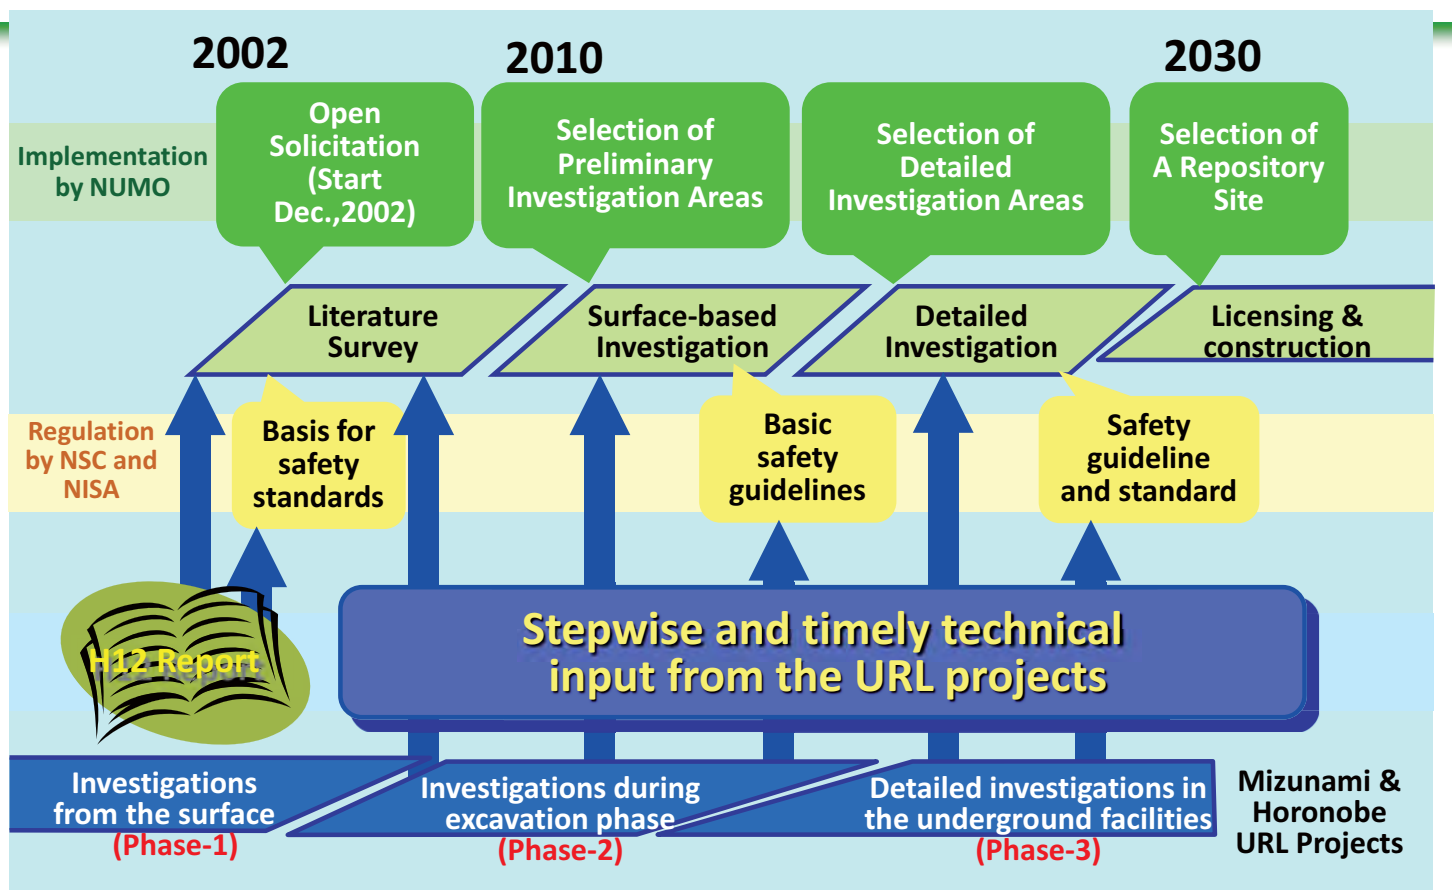 2002
2010
2030
Implementation
by NUMO
Open
Solicitation
(Start
Dec.,2002)
Selection of
Preliminary
Investigation Areas
Selection of
Detailed
Investigation Areas
Selection of
A Repository
Site
Literature
Survey
Surface-based
Investigation
Detailed
Investigation
Licensing &
construction
Regulation
by NSC and
NISA
Basis for
safety
standards
Basic
safety
guidelines
Safety
guideline
and standard
H12 Report
Stepwise and timely technical
input from the URL projects
Investigations
from the surface
(Phase-1)
Investigations during
excavation phase
(Phase-2)
Detailed investigations in
the underground facilities
(Phase-3)
Mizunami &
Horonobe
URL Projects